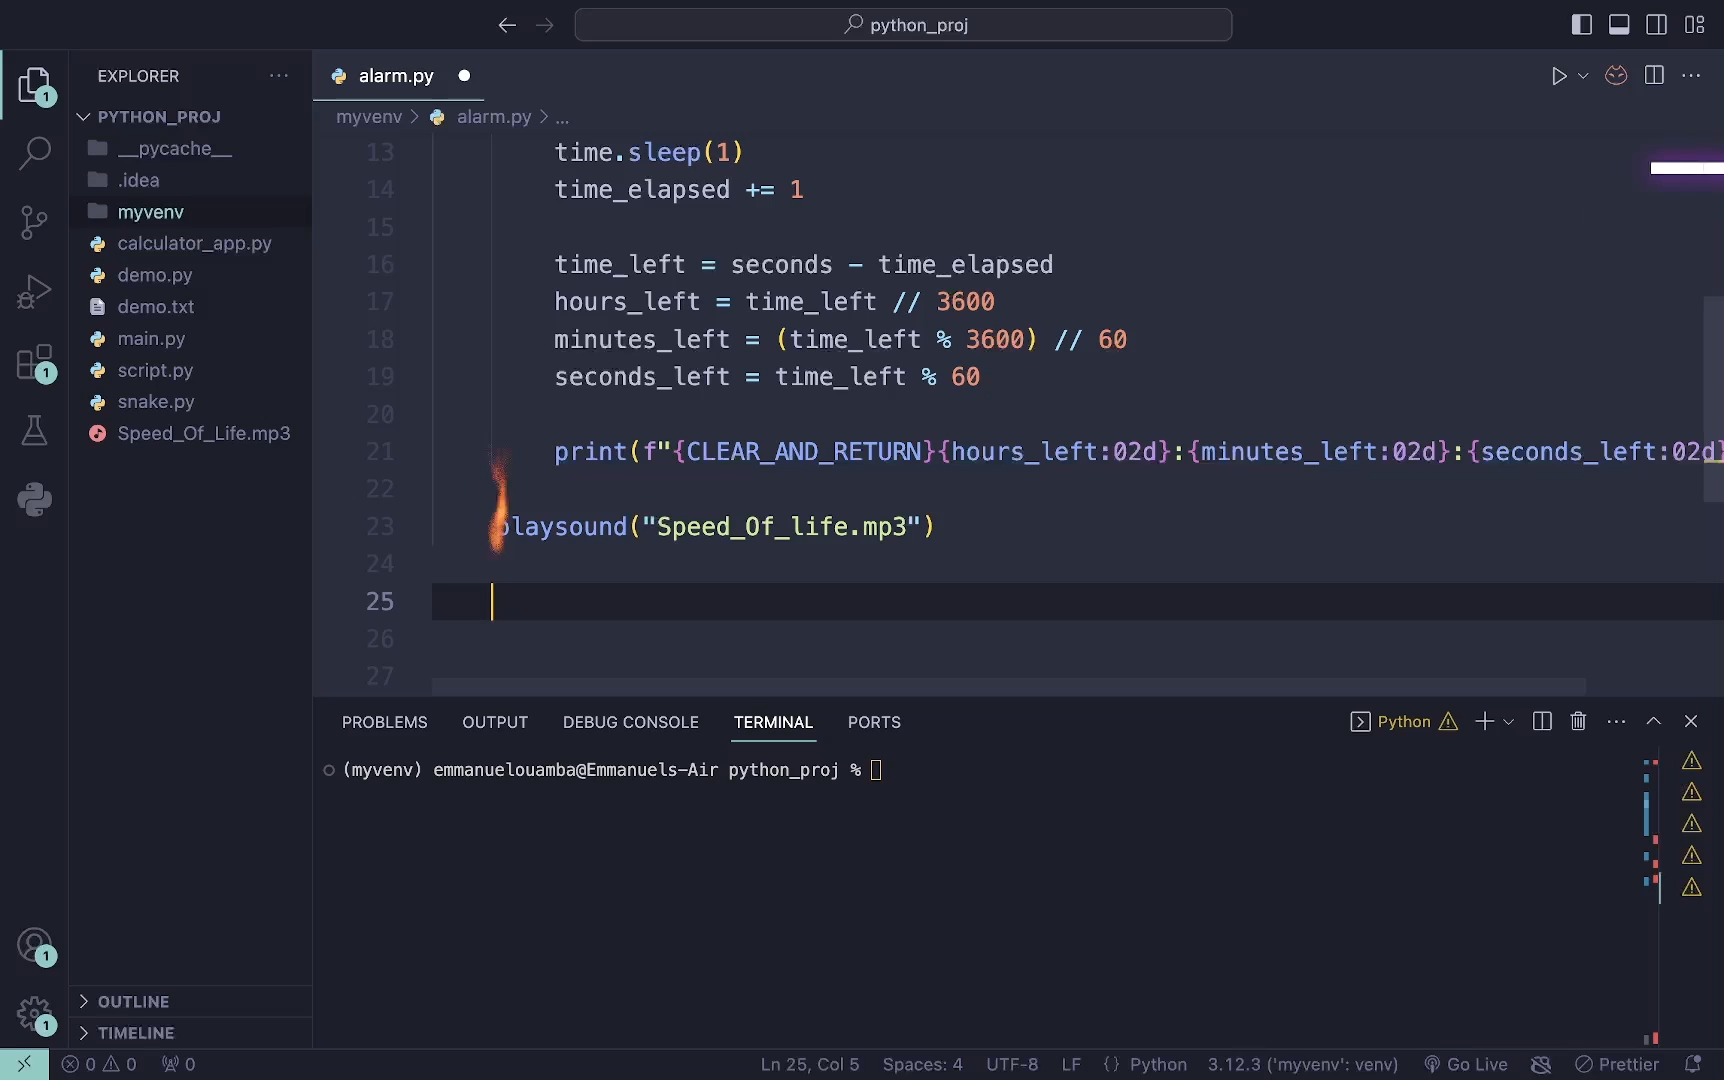 python_proj
EXPLORER
PYTHON_PROJ
__pycache__
.idea
myvenv
calculator_app.py
demo.py
demo.txt
main.py
script.py
snake.py
Speed_Of_Life.mp3
OUTLINE
TIMELINE
1
1
1
1
alarm.py
myvenv > alarm.py > ...
13 time.sleep(1)
14 time_elapsed += 1
15
16 time_left = seconds - time_elapsed
17 hours_left = time_left // 3600
18 minutes_left = (time_left % 3600) // 60
19 seconds_left = time_left % 60
20
21 print(f"{CLEAR_AND_RETURN}{hours_left:02d}:{minutes_left:02d}:{seconds_left:02d}
22
23 playsound("Speed_Of_life.mp3")
24
25
26
27
PROBLEMS OUTPUT DEBUG CONSOLE TERMINAL PORTS Python
(myvenv) emmanuelouamba@Emmanuels-Air python_proj %
0 0 0 Ln 25, Col 5 Spaces: 4 UTF-8 LF {} Python 3.12.3 ('myvenv': venv) Go Live Prettier